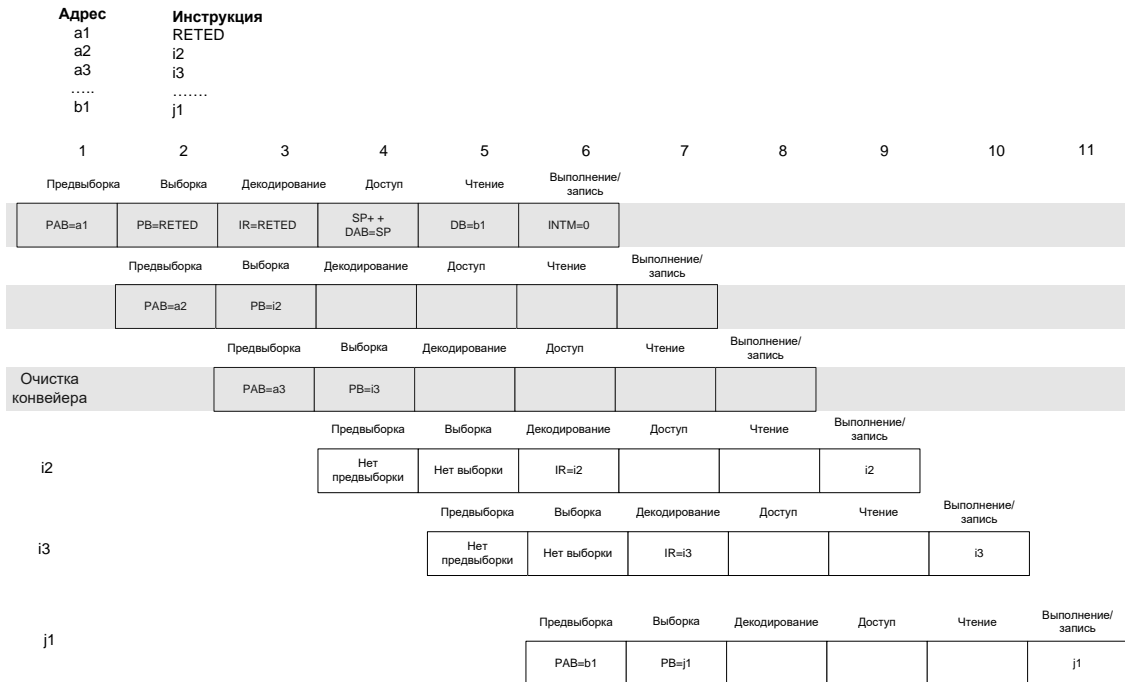 Адрес Инструкция
a1 RETED
a2 i2
a3 i3
..... .......
b1 j1
1 2 3 4 5 6 7 8 9 10 11
Предвыборка Выборка Декодирование Доступ Чтение Выполнение/
запись
PAB=a1 PB=RETED IR=RETED SP+ +
DAB=SP DB=b1 INTM=0
Предвыборка Выборка Декодирование Доступ Чтение Выполнение/
запись
PAB=a2 PB=i2
Предвыборка Выборка Декодирование Доступ Чтение Выполнение/
запись
Очистка
конвейера
PAB=a3 PB=i3
Предвыборка Выборка Декодирование Доступ Чтение Выполнение/
запись
i2 Нет
предвыборки Нет выборки IR=i2 i2
Предвыборка Выборка Декодирование Доступ Чтение Выполнение/
запись
i3 Нет
предвыборки Нет выборки IR=i3 i3
Предвыборка Выборка Декодирование Доступ Чтение Выполнение/
запись
j1 PAB=b1 PB=j1 j1